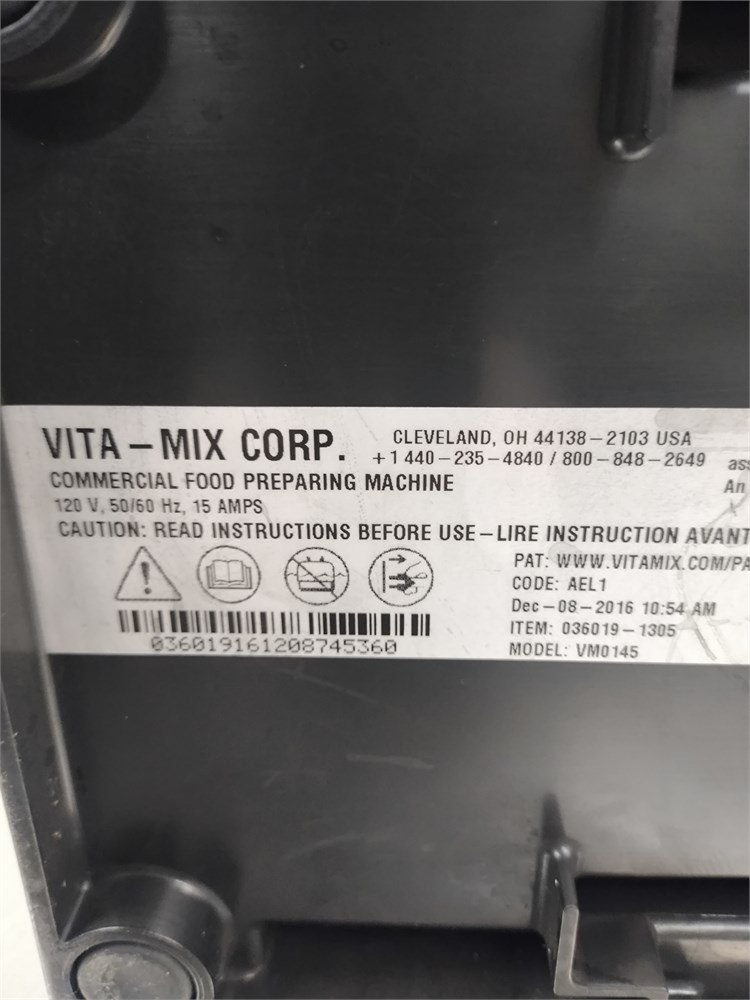 VITA – MIX CORP.
CLEVELAND, OH 44138 – 2103 USA
+1 440-235-4840 / 800-848-2649
COMMERCIAL FOOD PREPARING MACHINE
120 V, 50/60 Hz, 15 AMPS
CAUTION: READ INSTRUCTIONS BEFORE USE – LIRE INSTRUCTION AVANT
ass
An
PAT: WWW.VITAMIX.COM/PA
CODE: AEL1
Dec-08-2016 10:54 AM
ITEM: 036019-1305
MODEL: VM0145
036019161208745360